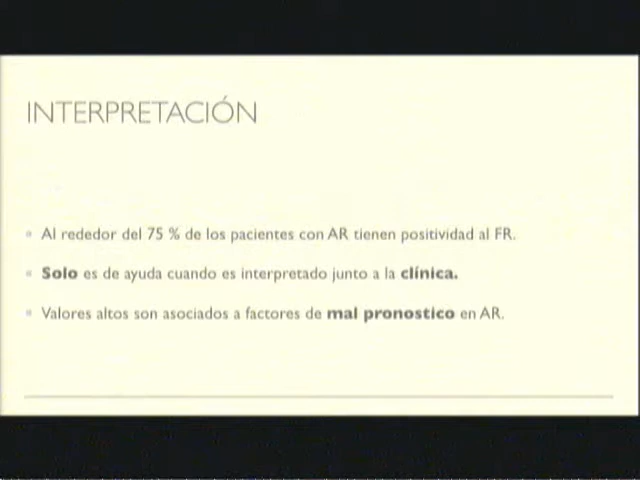 INTERPRETACIÓN
Al rededor del 75 % de los pacientes con AR tienen positividad al FR.
Solo es de ayuda cuando es interpretado junto a la clínica.
Valores altos son asociados a factores de mal pronostico en AR.